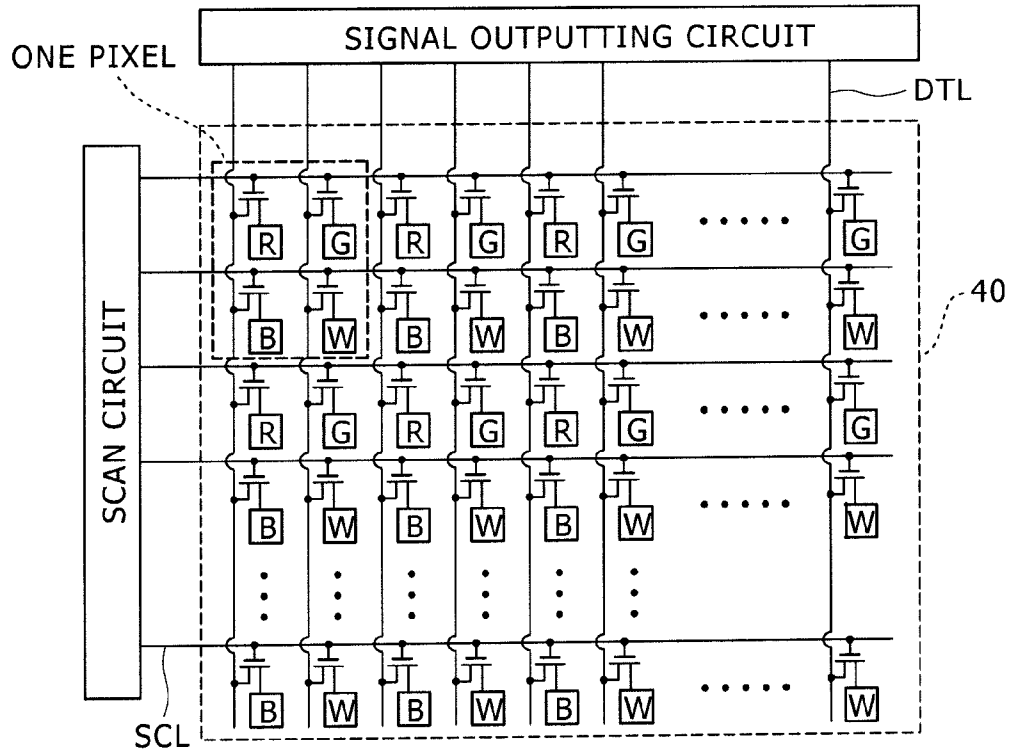 SIGNAL OUTPUTTING CIRCUIT
ONE PIXEL
DTL
SCAN CIRCUIT
R G R G R G G
B W B W B W W
40
R G R G R G G
B W B W B W W
B W B W B W W
SCL